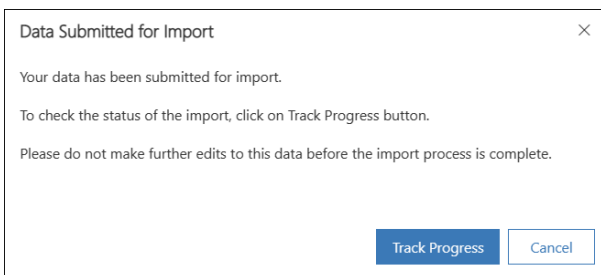 Data Submitted for Import
Your data has been submitted for import.
To check the status of the import, click on Track Progress button.
Please do not make further edits to this data before the import process is complete.
Track Progress
Cancel